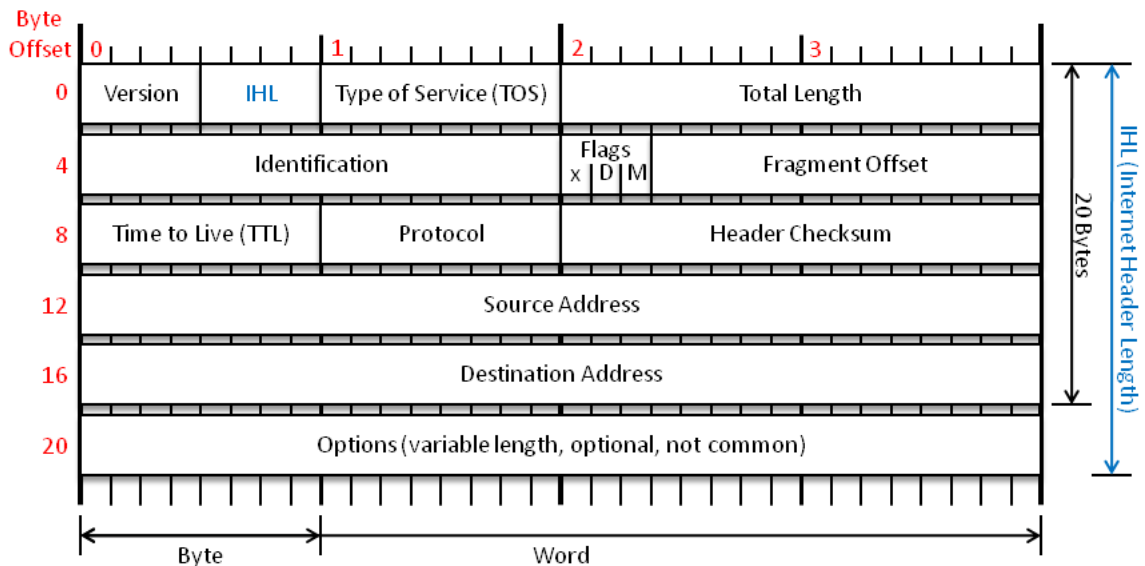 Byte
Offset
0 1 2 3
0 Version IHL Type of Service (TOS) Total Length
4 Identification Flags Fragment Offset
x D M
8 Time to Live (TTL) Protocol Header Checksum
12 Source Address
16 Destination Address
20 Options (variable length, optional, not common)
20 Bytes
IHL (Internet Header Length)
Byte Word